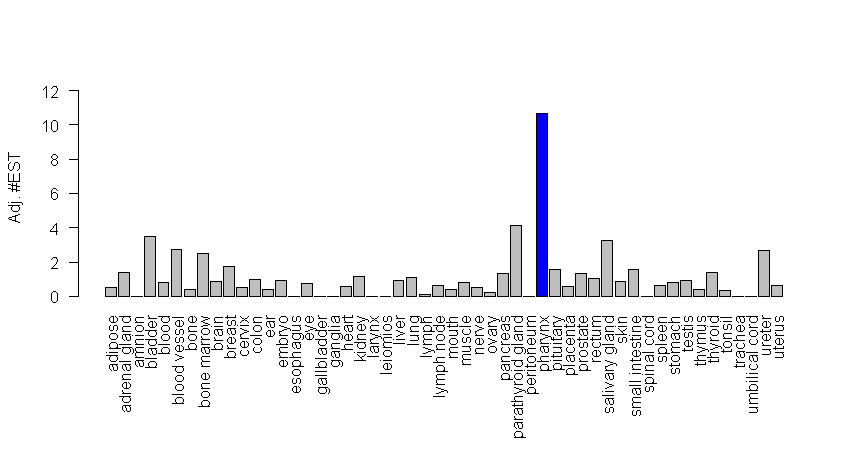 Adj. #EST
12
10
8
6
4
2
0
adipose
adrenal gland
amnion
bladder
blood
blood vessel
bone
bone marrow
brain
breast
cervix
colon
ear
embryo
esophagus
eye
gallbladder
ganglia
heart
kidney
larynx
leiomios
liver
lung
lymph
lymph node
mouth
muscle
nerve
ovary
pancreas
parathyroid gland
peritoneum
pharynx
pituitary
placenta
prostate
rectum
salivary gland
skin
small intestine
spinal cord
spleen
stomach
testis
thymus
thyroid
tonsil
trachea
umbilical cord
ureter
uterus